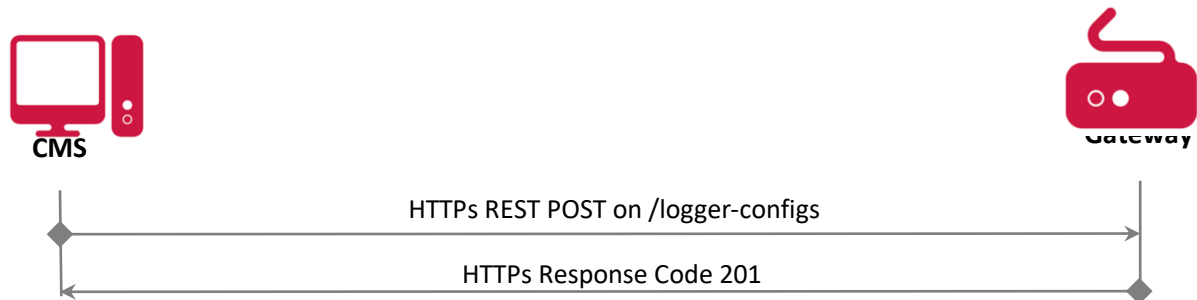 CMS
Gateway
HTTPs REST POST on /logger-configs
HTTPs Response Code 201